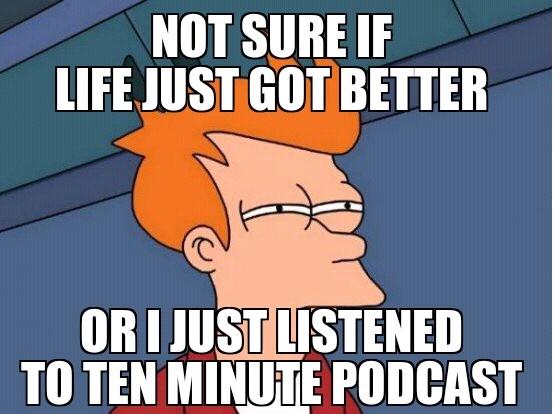 NOT SURE IF
LIFE JUST GOT BETTER
OR I JUST LISTENED
TO TEN MINUTE PODCAST